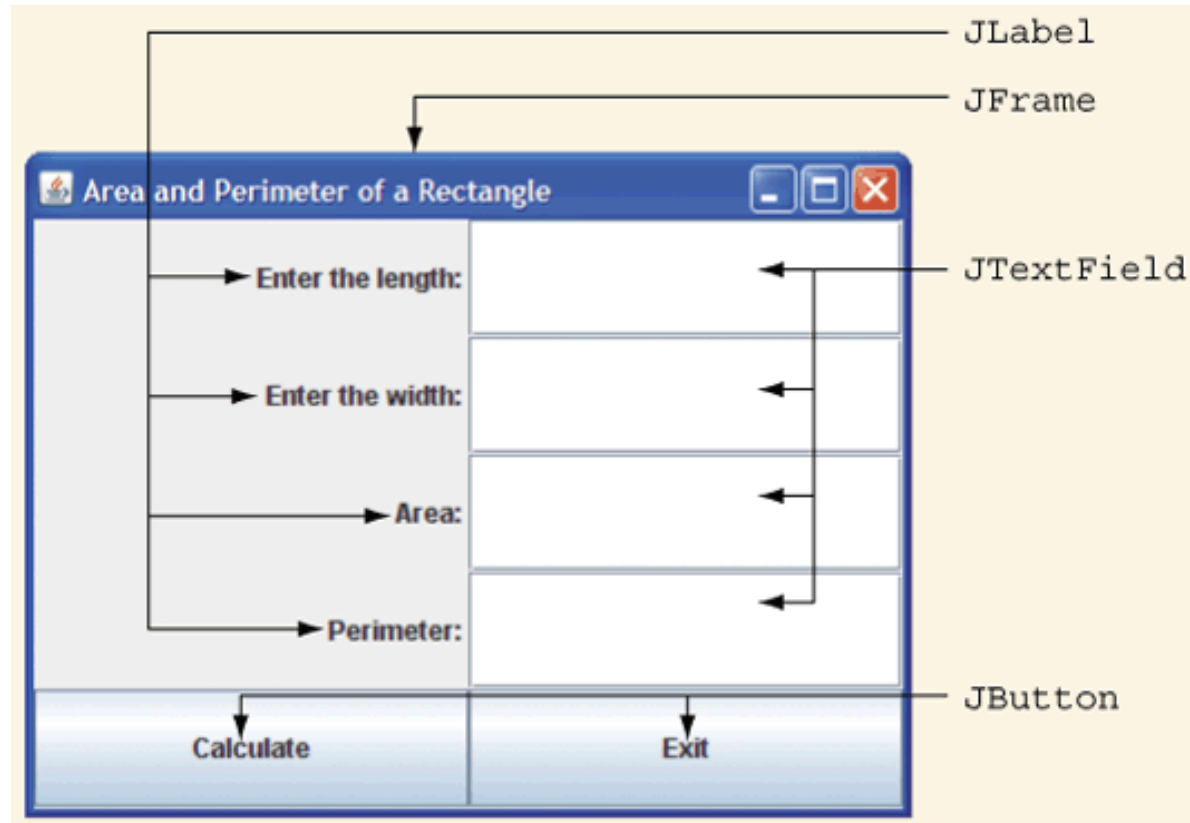 JLabel
JFrame
Area and Perimeter of a Rectangle
Enter the length:
JTextField
Enter the width:
Area:
Perimeter:
JButton
Calculate
Exit